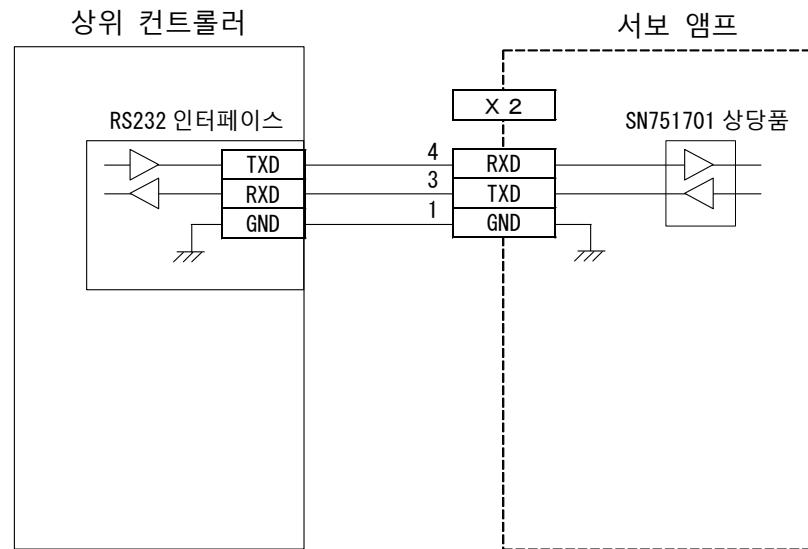 상위 컨트롤러
서보 앰프
X 2
RS232 인터페이스
SN751701 상당품
TXD
4
RXD
RXD
3
TXD
GND
1
GND